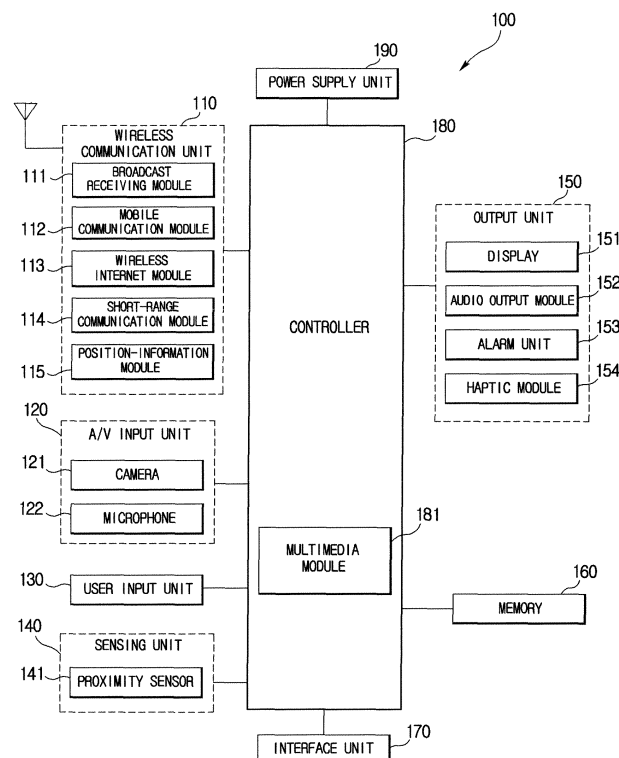 100
190
POWER SUPPLY UNIT
110
180
WIRELESS
COMMUNICATION UNIT
111
BROADCAST
RECEIVING MODULE
112
MOBILE
COMMUNICATION MODULE
113
WIRELESS
INTERNET MODULE
114
SHORT-RANGE
COMMUNICATION MODULE
115
POSITION-INFORMATION
MODULE
120
A/V INPUT UNIT
121
CAMERA
122
MICROPHONE
130
USER INPUT UNIT
140
SENSING UNIT
141
PROXIMITY SENSOR
CONTROLLER
181
MULTIMEDIA
MODULE
150
OUTPUT UNIT
151
DISPLAY
152
AUDIO OUTPUT MODULE
153
ALARM UNIT
154
HAPTIC MODULE
160
MEMORY
170
INTERFACE UNIT